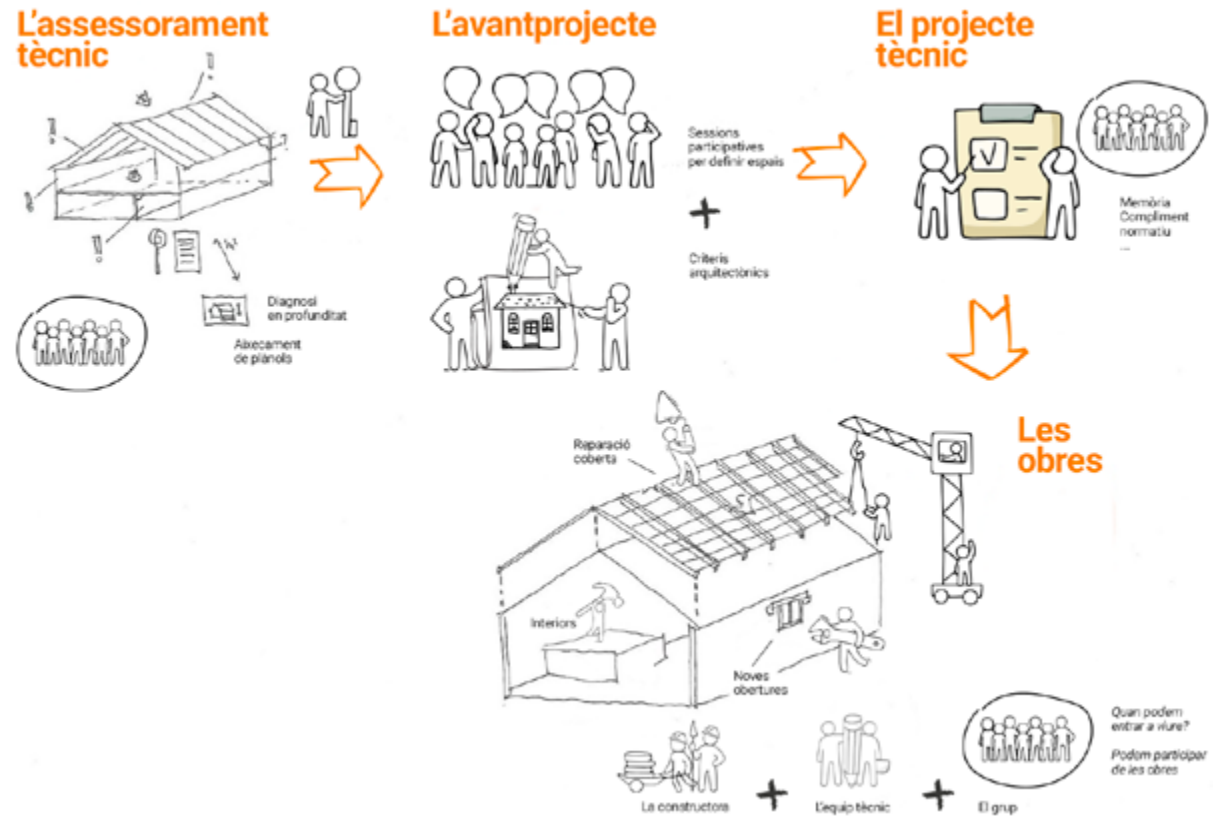 L'assessorament
tècnic
Diagnosi
en profunditat
Aixecament
de plànols
L'avantprojecte
Sessions
participatives
per definir espais
+
Criteris
arquitectònics
El projecte
tècnic
Memòria
Compliment
normatiu
...
Les
obres
Reparació
coberta
Interiors
Noves
obertures
La constructora
+
L'equip tècnic
+
El grup
Quan podem
entrar a viure?
Podem participar
de les obres